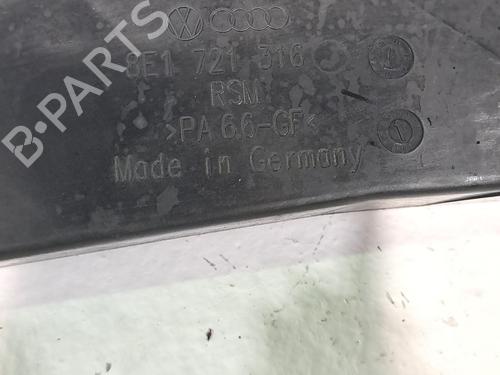 8E1 721 316
RSM
>PA 6.6-GF<
Made in Germany
B-PARTS